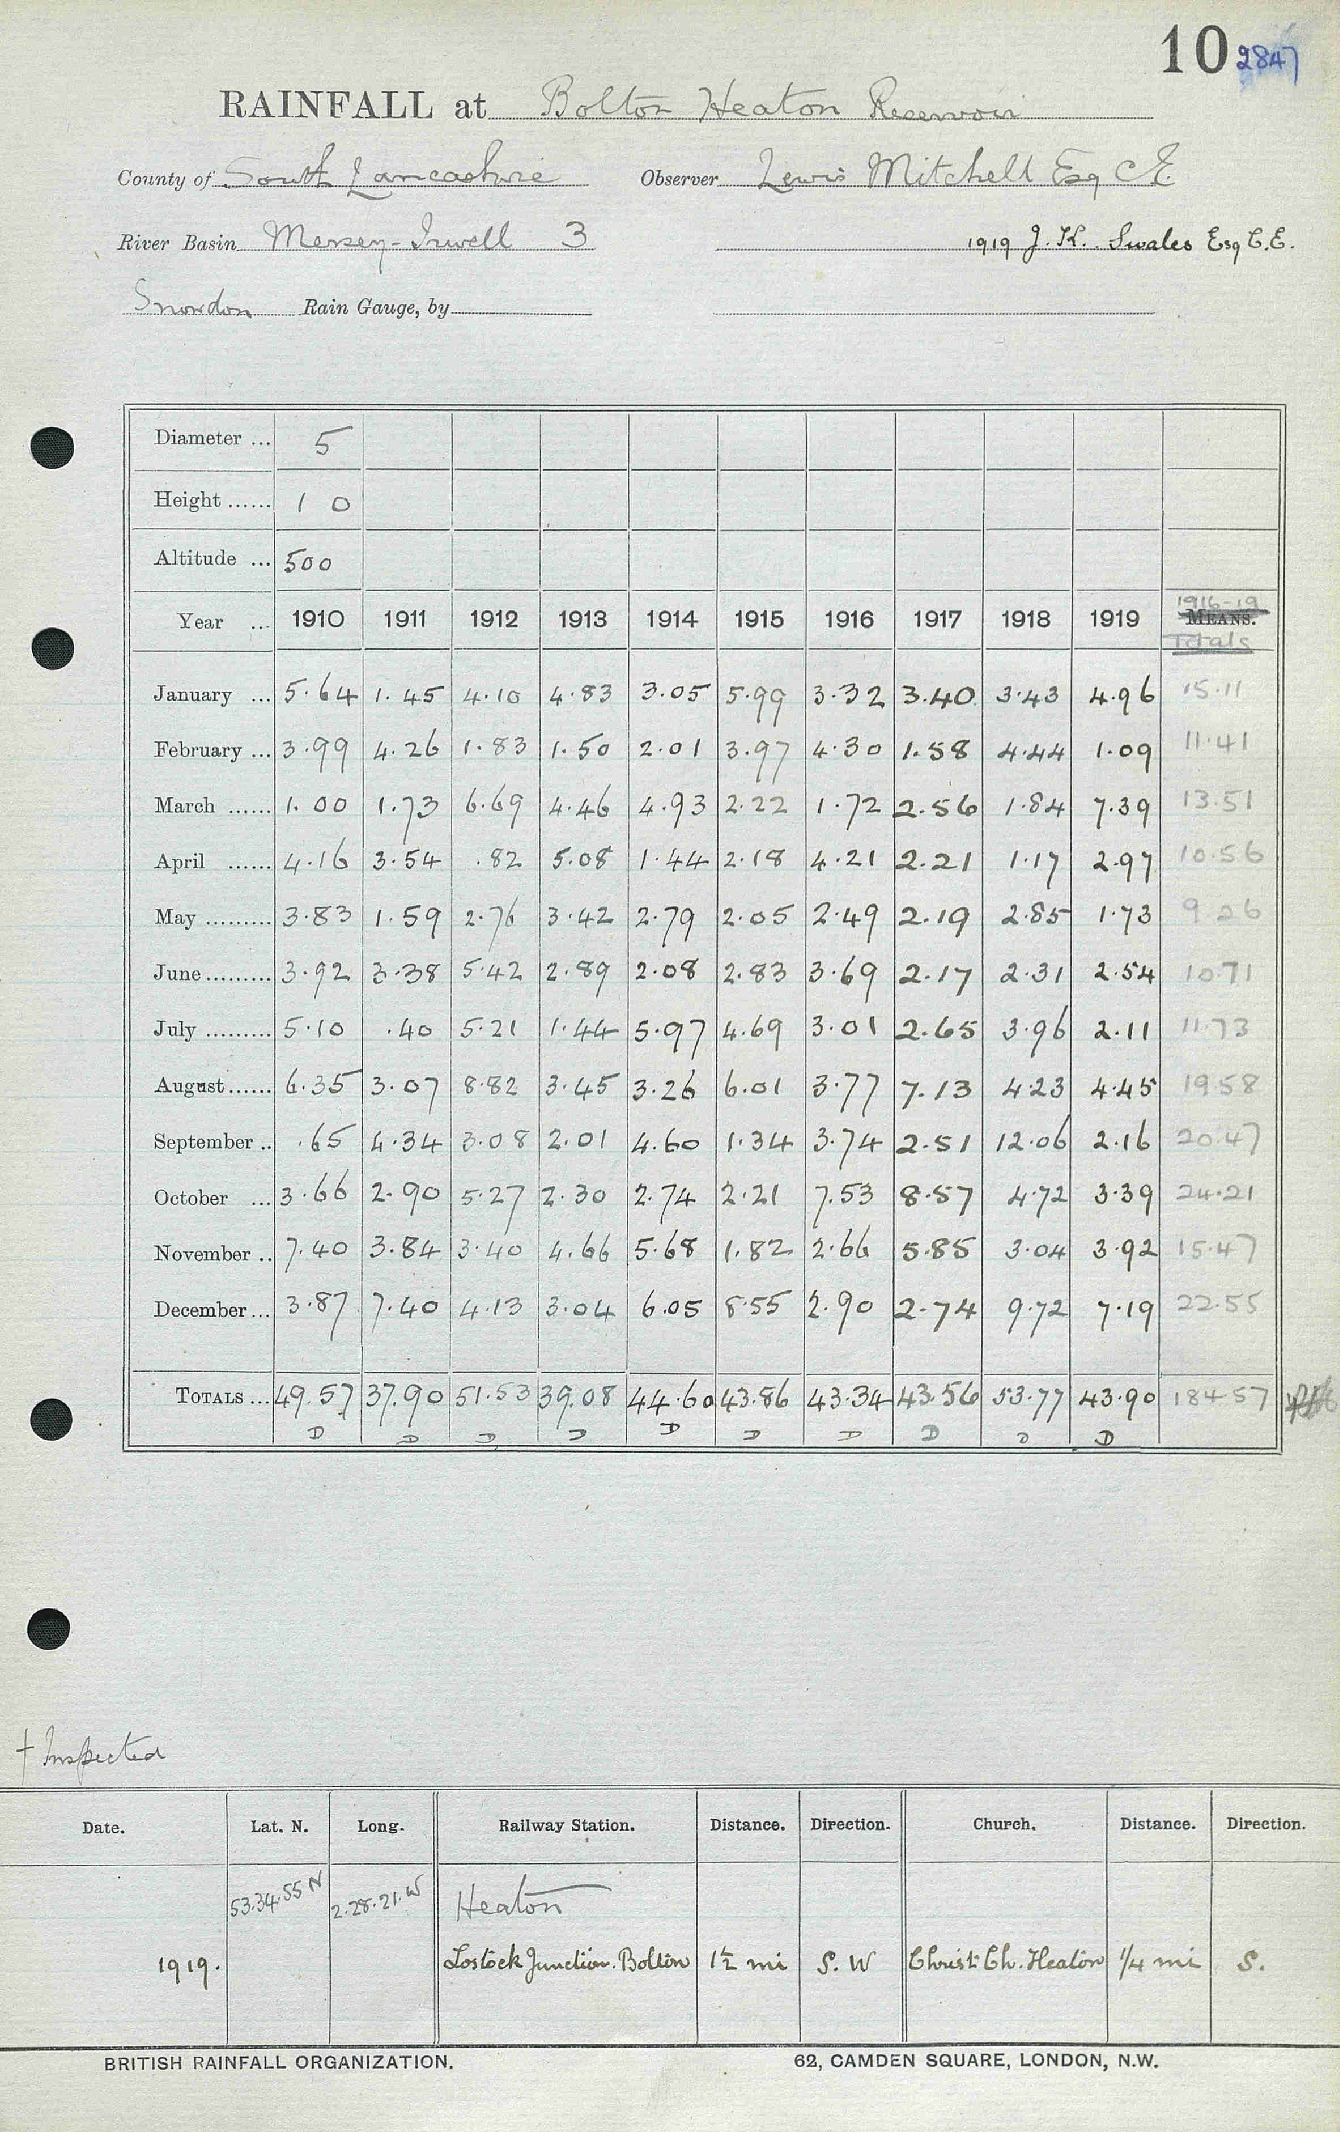 10 2847
RAINFALL at Bolton Heaton Reservoir
County of South Lancashire Observer Lewis Mitchell Esq C.E.
River Basin Mersey-Irwell 3 1919 J. K. Swales Esq C.E.
Snowdon Rain Gauge, by
Diameter ... 5
Height ...... 1 0
Altitude ... 500
1916-19
Year ... 1910 1911 1912 1913 1914 1915 1916 1917 1918 1919 MEANS.
Totals
January ... 5.64 1.45 4.10 4.83 3.05 5.99 3.32 3.40 3.43 4.96 15.11
February ... 3.99 4.26 1.83 1.50 2.01 3.97 4.30 1.58 4.44 1.09 11.41
March ...... 1.00 1.73 6.69 4.46 4.93 2.22 1.72 2.56 1.84 7.39 13.51
April ...... 4.16 3.54 .82 5.08 1.44 2.18 4.21 2.21 1.17 2.97 10.56
May ......... 3.83 1.59 2.76 3.42 2.79 2.05 2.49 2.19 2.85 1.73 9.26
June ......... 3.92 3.38 5.42 2.89 2.08 2.83 3.69 2.17 2.31 2.54 10.71
July ......... 5.10 .40 5.21 1.44 5.97 4.69 3.01 2.65 3.96 2.11 11.73
August ...... 6.35 3.07 8.82 3.45 3.26 6.01 3.77 7.13 4.23 4.45 19.58
September .. .65 4.34 3.08 2.01 4.60 1.34 3.74 2.51 12.06 2.16 20.47
October ... 3.66 2.90 5.27 2.30 2.74 2.21 7.53 8.57 4.72 3.39 24.21
November .. 7.40 3.84 3.40 4.66 5.68 1.82 2.66 5.85 3.04 3.92 15.47
December ... 3.87 7.40 4.13 3.04 6.05 8.55 2.90 2.74 9.72 7.19 22.55
TOTALS ... 49.57 37.90 51.53 39.08 44.60 43.86 43.34 43.56 53.77 43.90 184.57
D D D D D D D D D D
† Inspected
Date. Lat. N. Long. Railway Station. Distance. Direction. Church. Distance. Direction.
53.34.55 N 2.28.21.W Heaton
1919. Lostock Junction. Bolton 1½ mi S.W Christ Ch. Heaton ¼ mi S.
BRITISH RAINFALL ORGANIZATION. 62, CAMDEN SQUARE, LONDON, N.W.